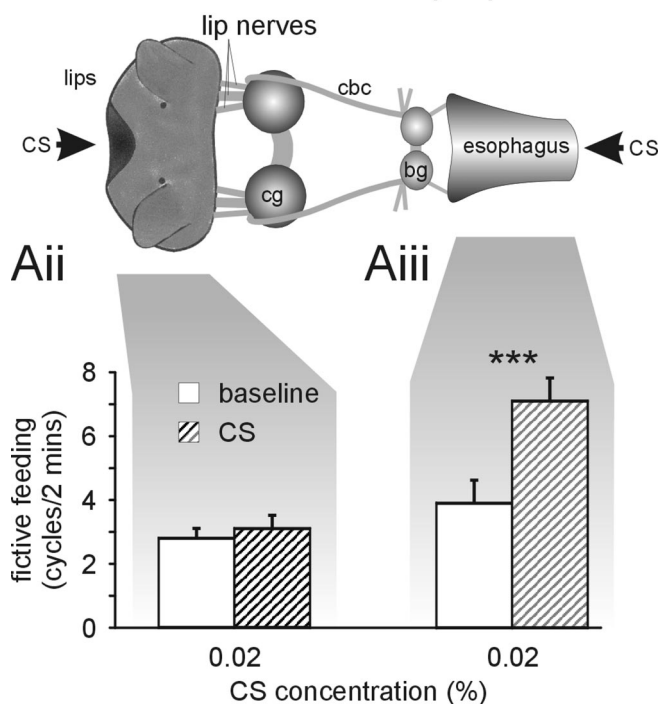 lip nerves
lips
cbc
CS
esophagus
CS
cg
bg
Aii
Aiii
8
6
4
2
0
fictive feeding
(cycles/2 mins)
baseline
CS
***
0.02
0.02
CS concentration (%)